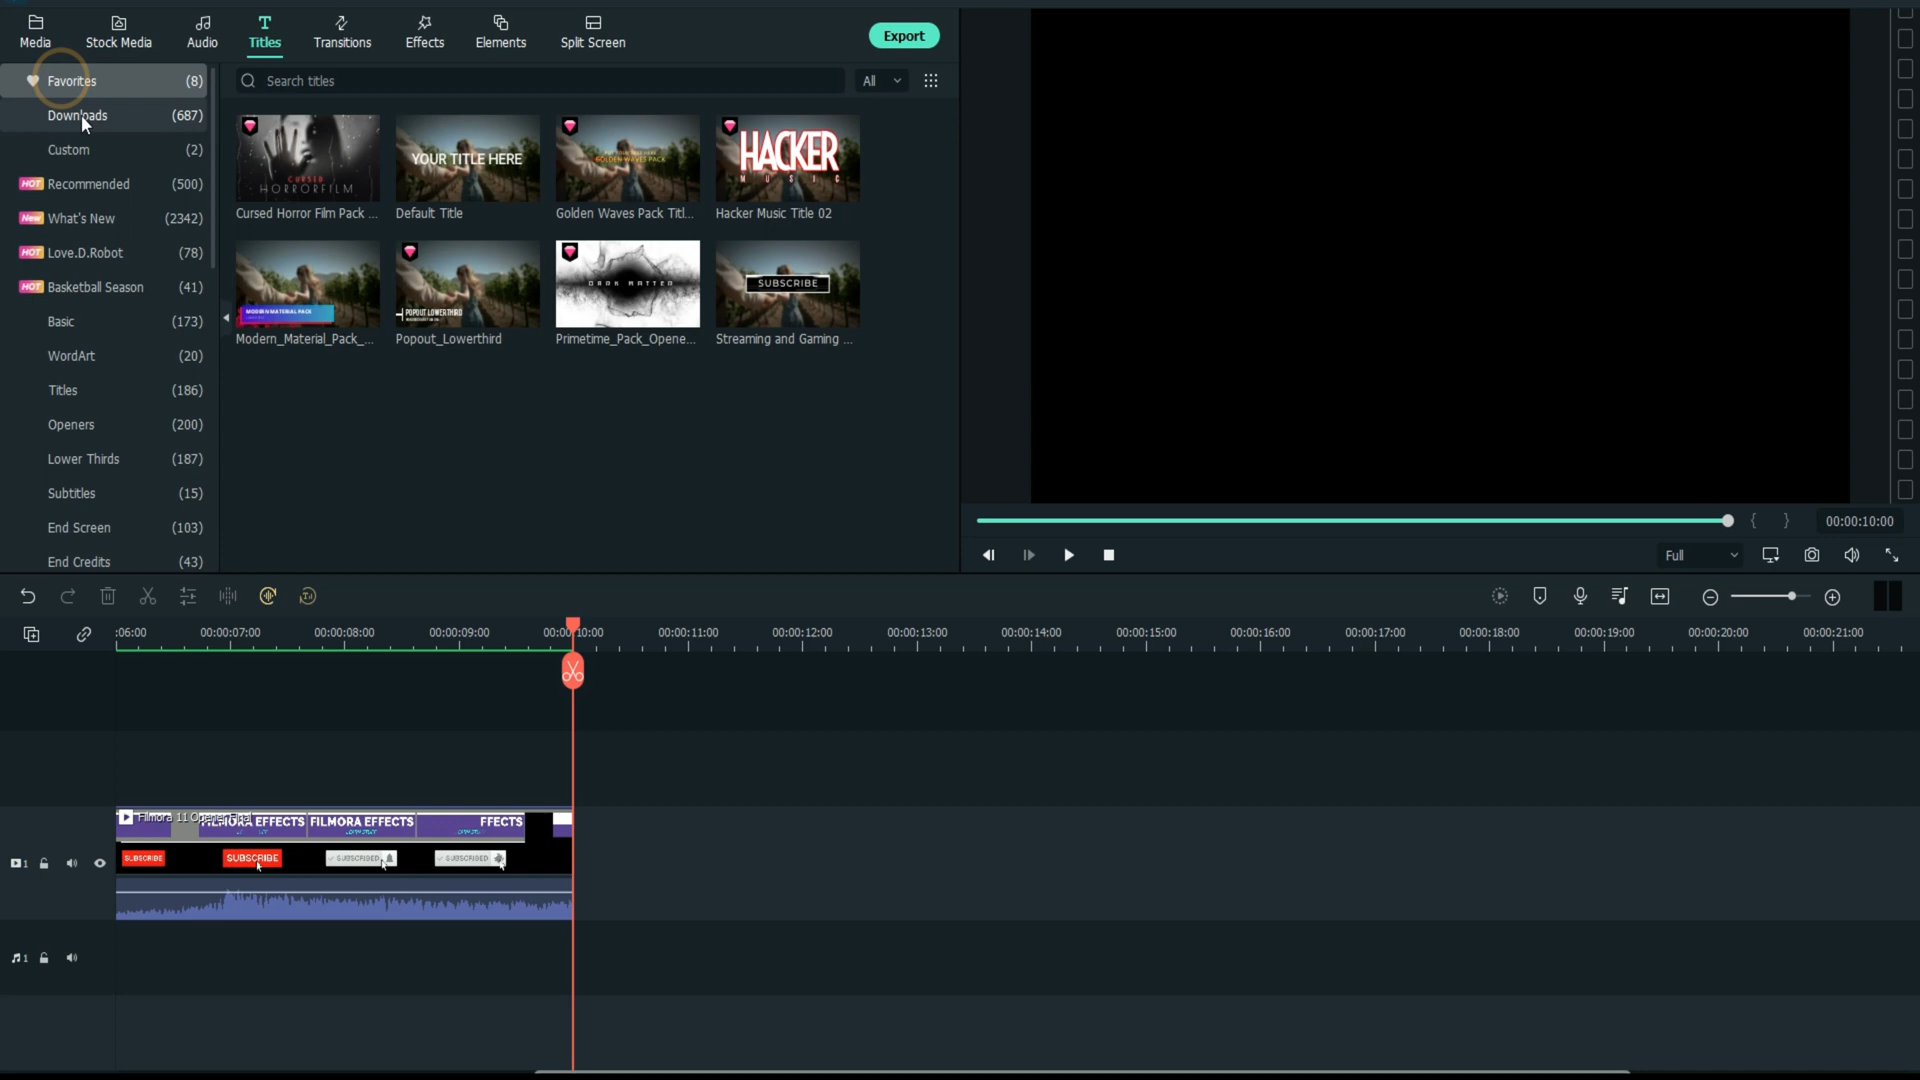 Media
Stock Media
Audio
Titles
Transitions
Effects
Elements
Split Screen
Export
Favorites (8)
Downloads (687)
Custom (2)
HOT Recommended (500)
New What's New (2342)
HOT Love.D.Robot (78)
HOT Basketball Season (41)
Basic (173)
WordArt (20)
Titles (186)
Openers (200)
Lower Thirds (187)
Subtitles (15)
End Screen (103)
End Credits (43)
Search titles
All
CURSED
HORRORFILM
Cursed Horror Film Pack ...
YOUR TITLE HERE
Default Title
GOLDEN WAVES PACK
Golden Waves Pack Titl...
HACKER
MUSIC
Hacker Music Title 02
MODERN MATERIAL PACK
Modern_Material_Pack_...
POPOUT LOWERTHIRD
Popout_Lowerthird
DARK MATTER
Primetime_Pack_Opene...
SUBSCRIBE
Streaming and Gaming ...
{ }
00:00:10:00
Full
:06:00
00:00:07:00
00:00:08:00
00:00:09:00
00:00:10:00
00:00:11:00
00:00:12:00
00:00:13:00
00:00:14:00
00:00:15:00
00:00:16:00
00:00:17:00
00:00:18:00
00:00:19:00
00:00:20:00
00:00:21:00
Filmora 11 Opener Final
FILMORA EFFECTS
FILMORA EFFECTS
FFECTS
1
SUBSCRIBE
SUBSCRIBE
SUBSCRIBED
SUBSCRIBED
1